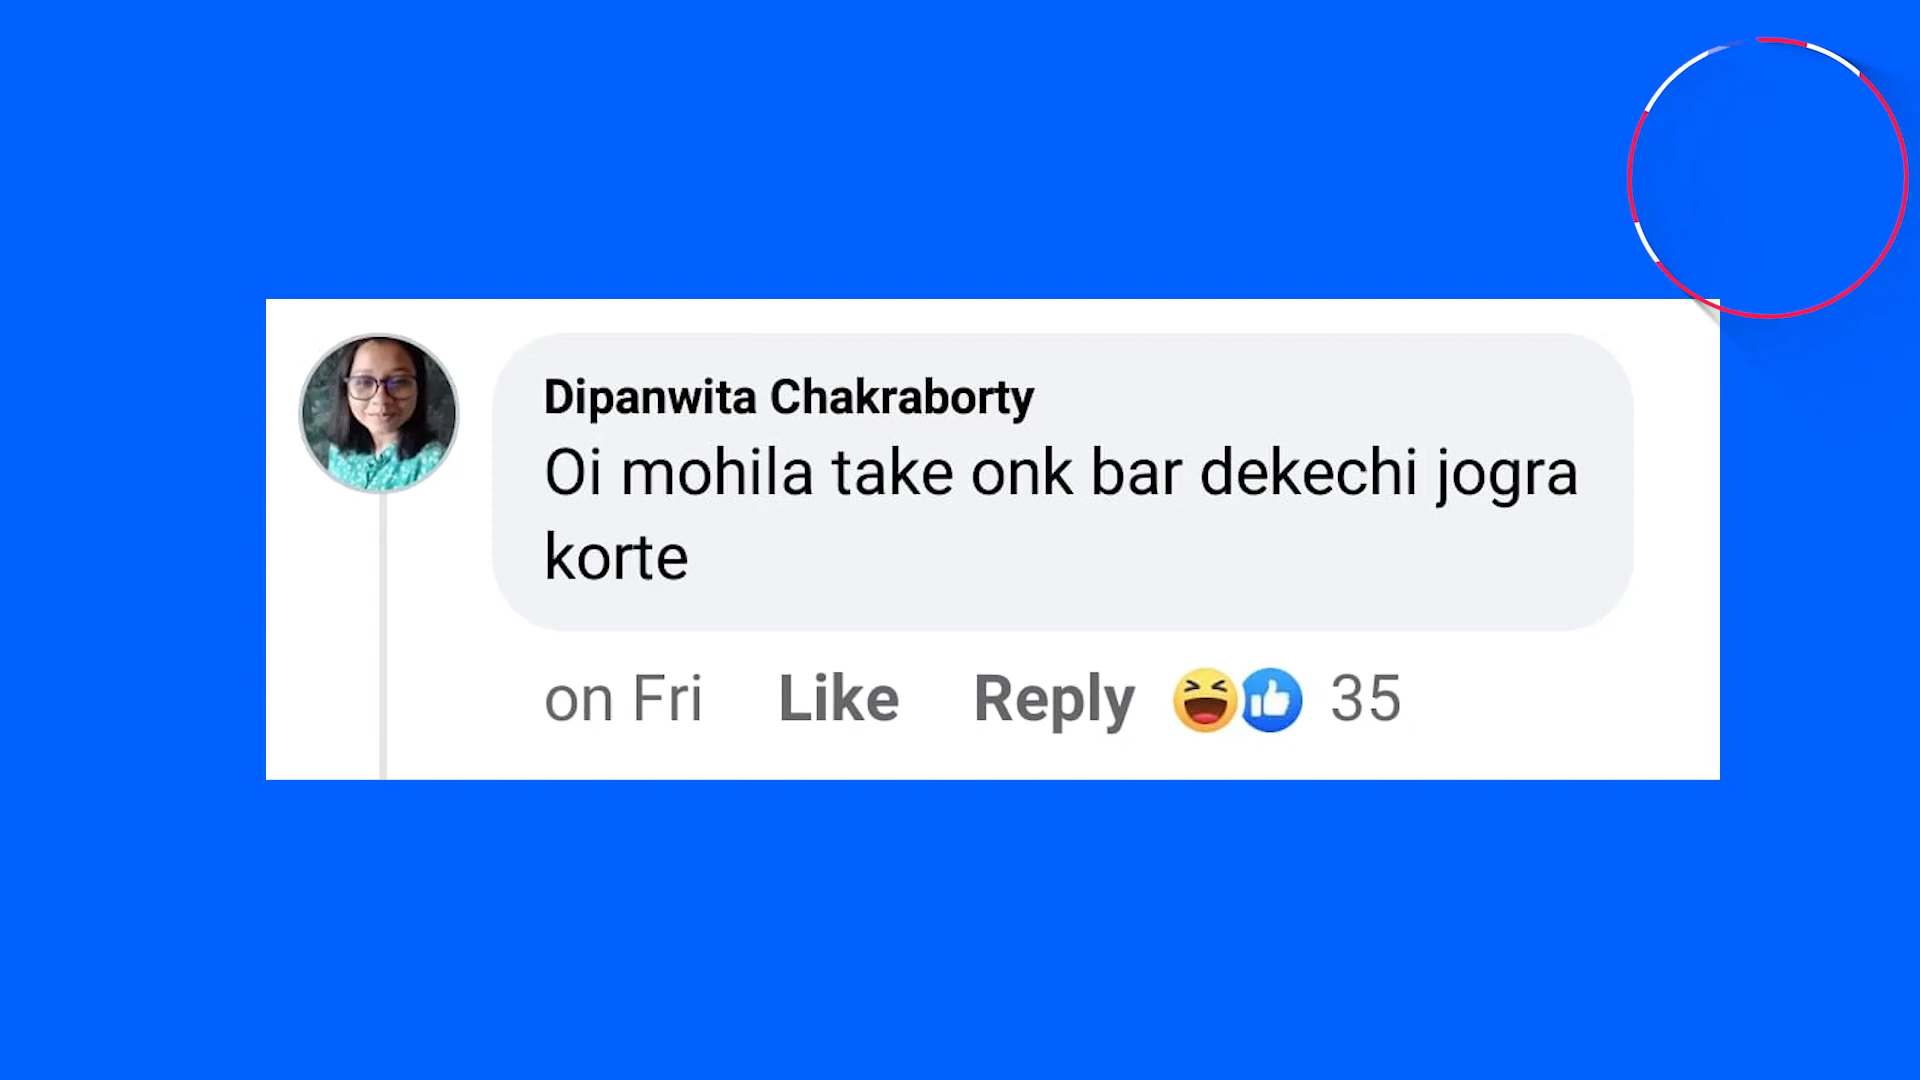 Dipanwita Chakraborty
Oi mohila take onk bar dekechi jogra
korte
on Fri Like Reply 35